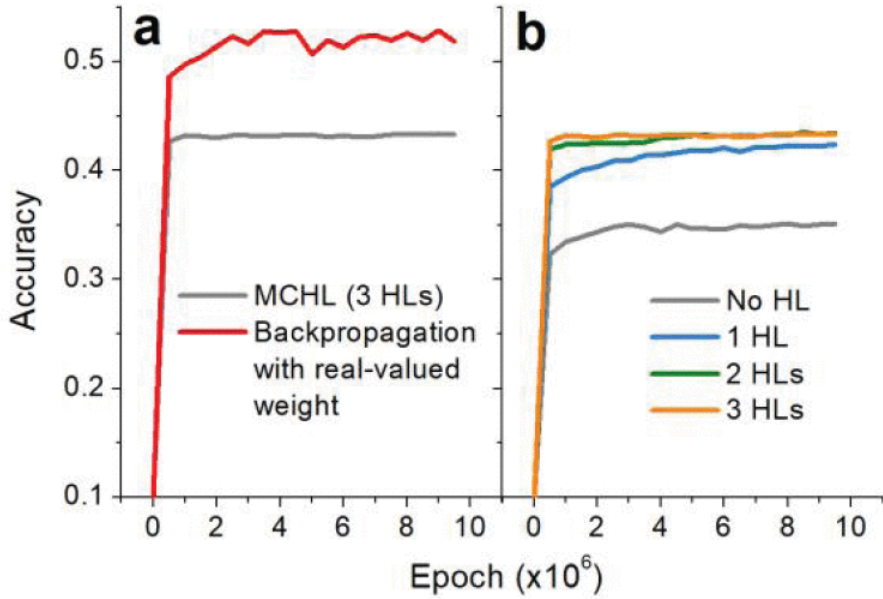 a
b
Accuracy
0.5
0.4
0.3
0.2
0.1
MCHL (3 HLs)
Backpropagation
with real-valued
weight
No HL
1 HL
2 HLs
3 HLs
0 2 4 6 8 10
0 2 4 6 8 10
Epoch (x10⁶)